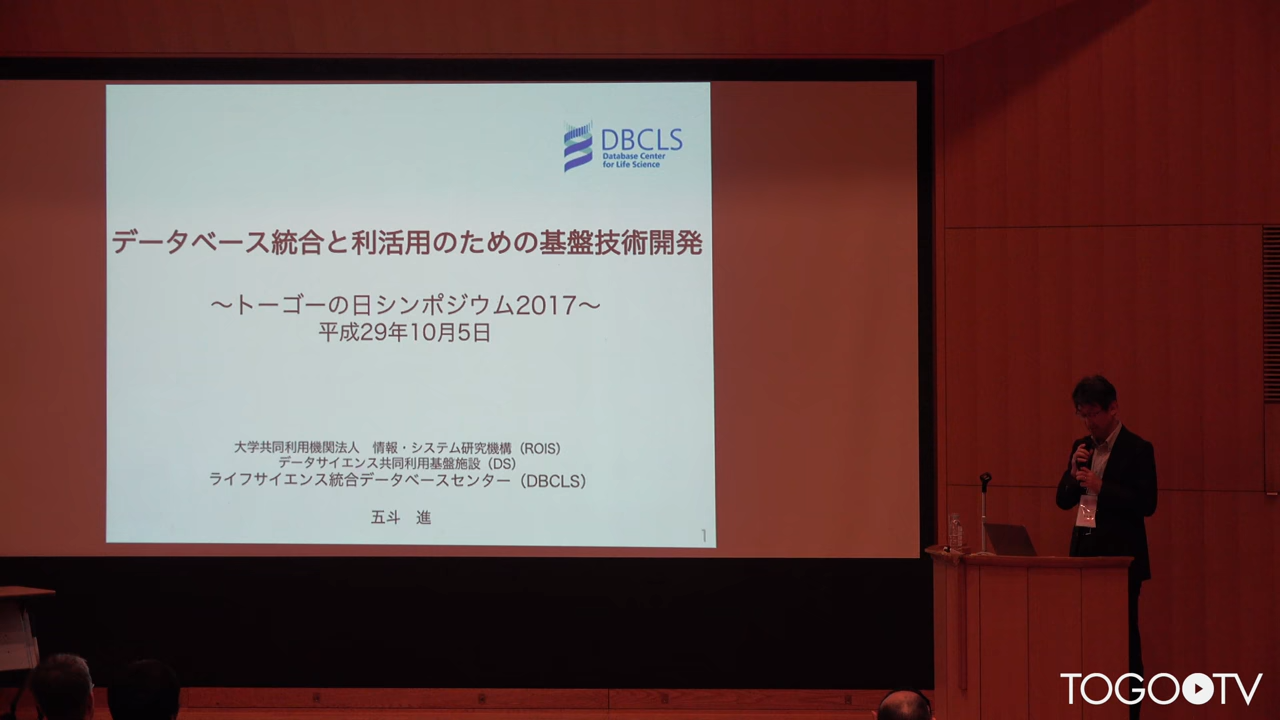 DBCLS
Database Center
for Life Science
データベース統合と利活用のための基盤技術開発
〜トーゴーの日シンポジウム2017〜
平成29年10月5日
大学共同利用機関法人　情報・システム研究機構（ROIS）
データサイエンス共同利用基盤施設（DS）
ライフサイエンス統合データベースセンター（DBCLS）
五斗　進
1
TOGOTV